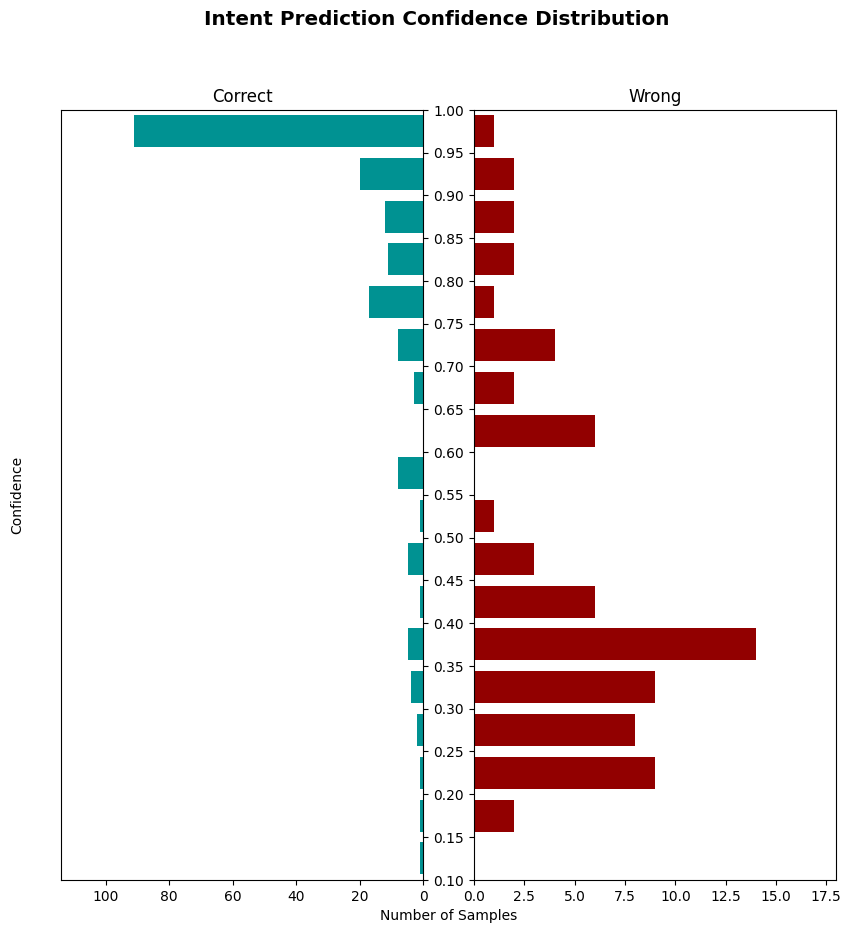 Intent Prediction Confidence Distribution
Correct
Wrong
1.00
0.95
0.90
0.85
0.80
0.75
0.70
0.65
0.60
0.55
0.50
0.45
0.40
0.35
0.30
0.25
0.20
0.15
0.10
Confidence
100 80 60 40 20 0
0.0 2.5 5.0 7.5 10.0 12.5 15.0 17.5
Number of Samples